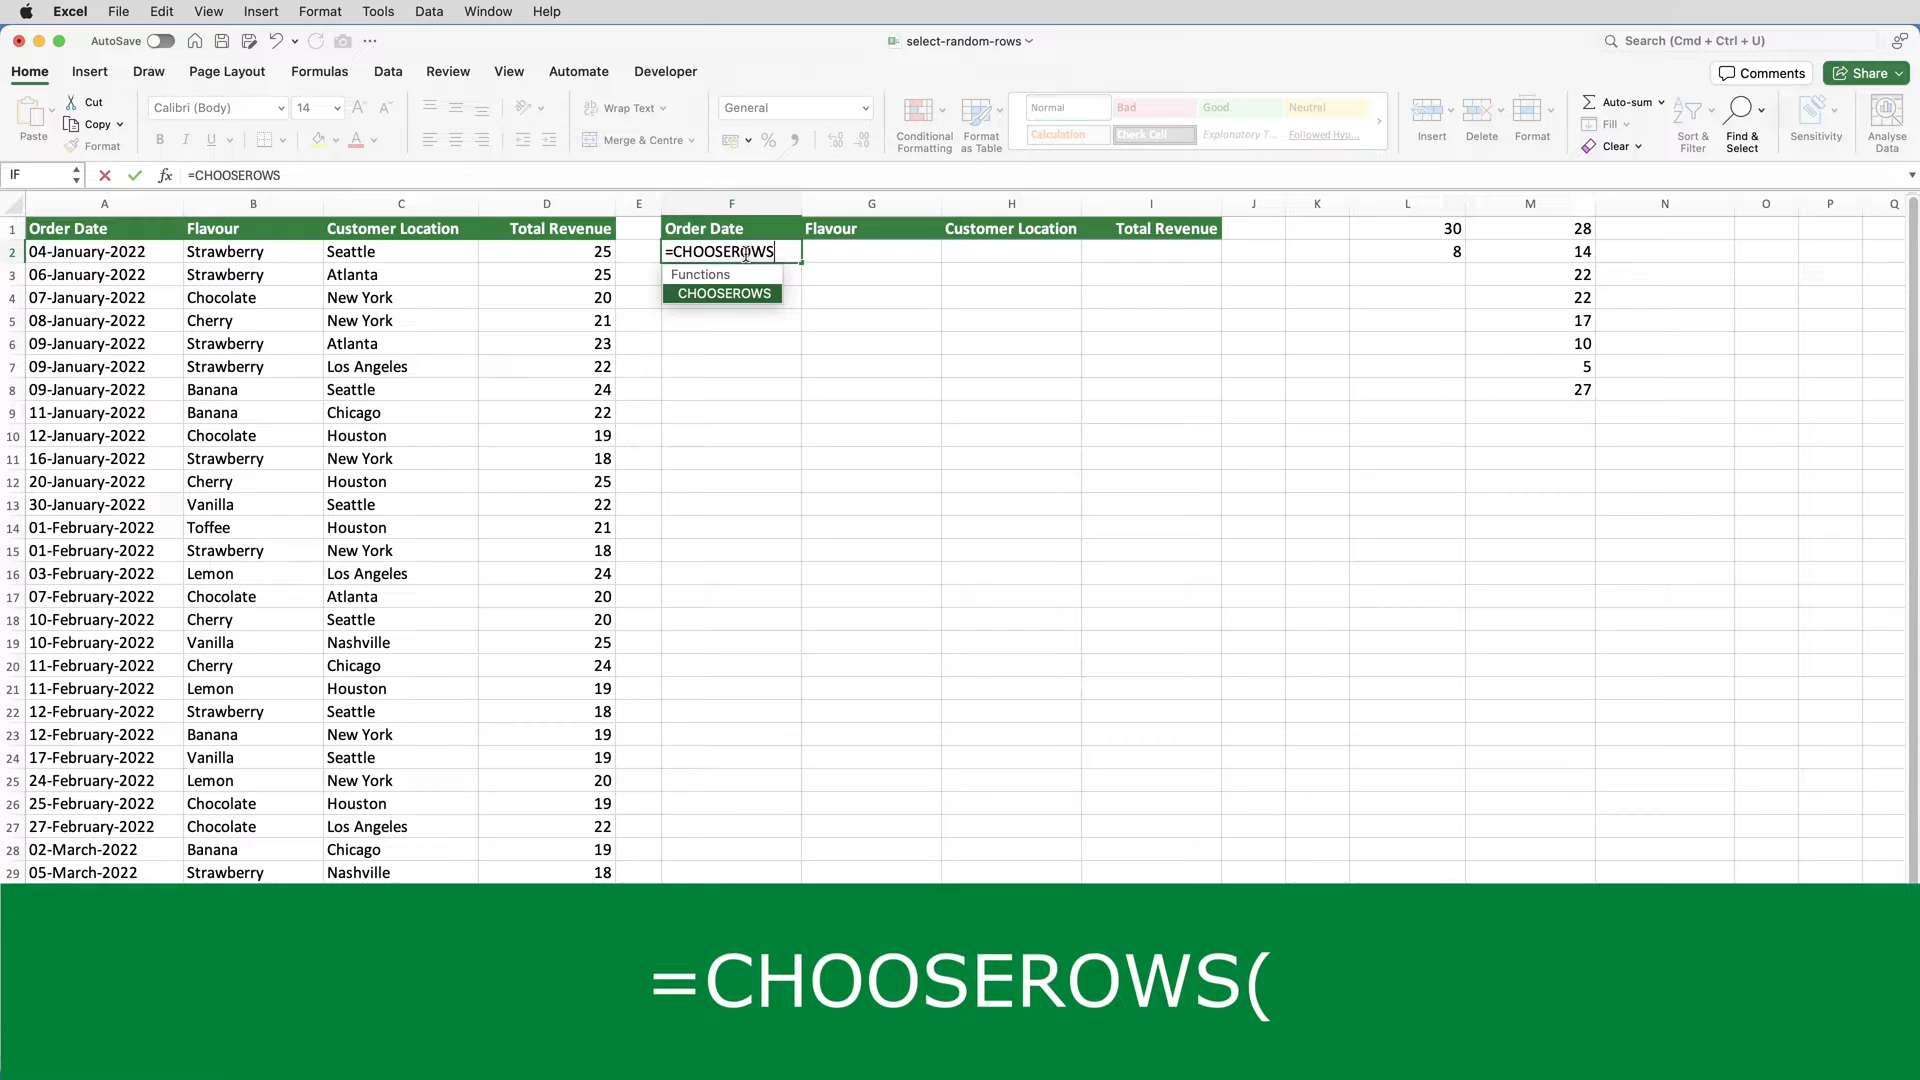 Excel File Edit View Insert Format Tools Data Window Help
AutoSave select-random-rows Search (Cmd + Ctrl + U)
Home Insert Draw Page Layout Formulas Data Review View Automate Developer Comments Share
Paste Cut Copy Format
Calibri (Body) 14
B I U A
Wrap Text Merge & Centre
General
Conditional Formatting
Format as Table
Normal Bad Good Neutral
Calculation Check Cell Explanatory T... Followed Hyp...
Insert Delete Format
Auto-sum Fill Clear
Sort & Filter
Find & Select
Sensitivity
Analyse Data
IF fx =CHOOSEROWS
A B C D E F G H I J K L M N O P Q
1 Order Date Flavour Customer Location Total Revenue Order Date Flavour Customer Location Total Revenue 30 28
2 04-January-2022 Strawberry Seattle 25 =CHOOSEROWS 8 14
3 06-January-2022 Strawberry Atlanta 25 Functions 22
4 07-January-2022 Chocolate New York 20 CHOOSEROWS 22
5 08-January-2022 Cherry New York 21 17
6 09-January-2022 Strawberry Atlanta 23 10
7 09-January-2022 Strawberry Los Angeles 22 5
8 09-January-2022 Banana Seattle 24 27
9 11-January-2022 Banana Chicago 22
10 12-January-2022 Chocolate Houston 19
11 16-January-2022 Strawberry New York 18
12 20-January-2022 Cherry Houston 25
13 30-January-2022 Vanilla Seattle 22
14 01-February-2022 Toffee Houston 21
15 01-February-2022 Strawberry New York 18
16 03-February-2022 Lemon Los Angeles 24
17 07-February-2022 Chocolate Atlanta 20
18 10-February-2022 Cherry Seattle 20
19 10-February-2022 Vanilla Nashville 25
20 11-February-2022 Cherry Chicago 24
21 11-February-2022 Lemon Houston 19
22 12-February-2022 Strawberry Seattle 18
23 12-February-2022 Banana New York 19
24 17-February-2022 Vanilla Seattle 19
25 24-February-2022 Lemon New York 20
26 25-February-2022 Chocolate Houston 19
27 27-February-2022 Chocolate Los Angeles 22
28 02-March-2022 Banana Chicago 19
29 05-March-2022 Strawberry Nashville 18
=CHOOSEROWS(